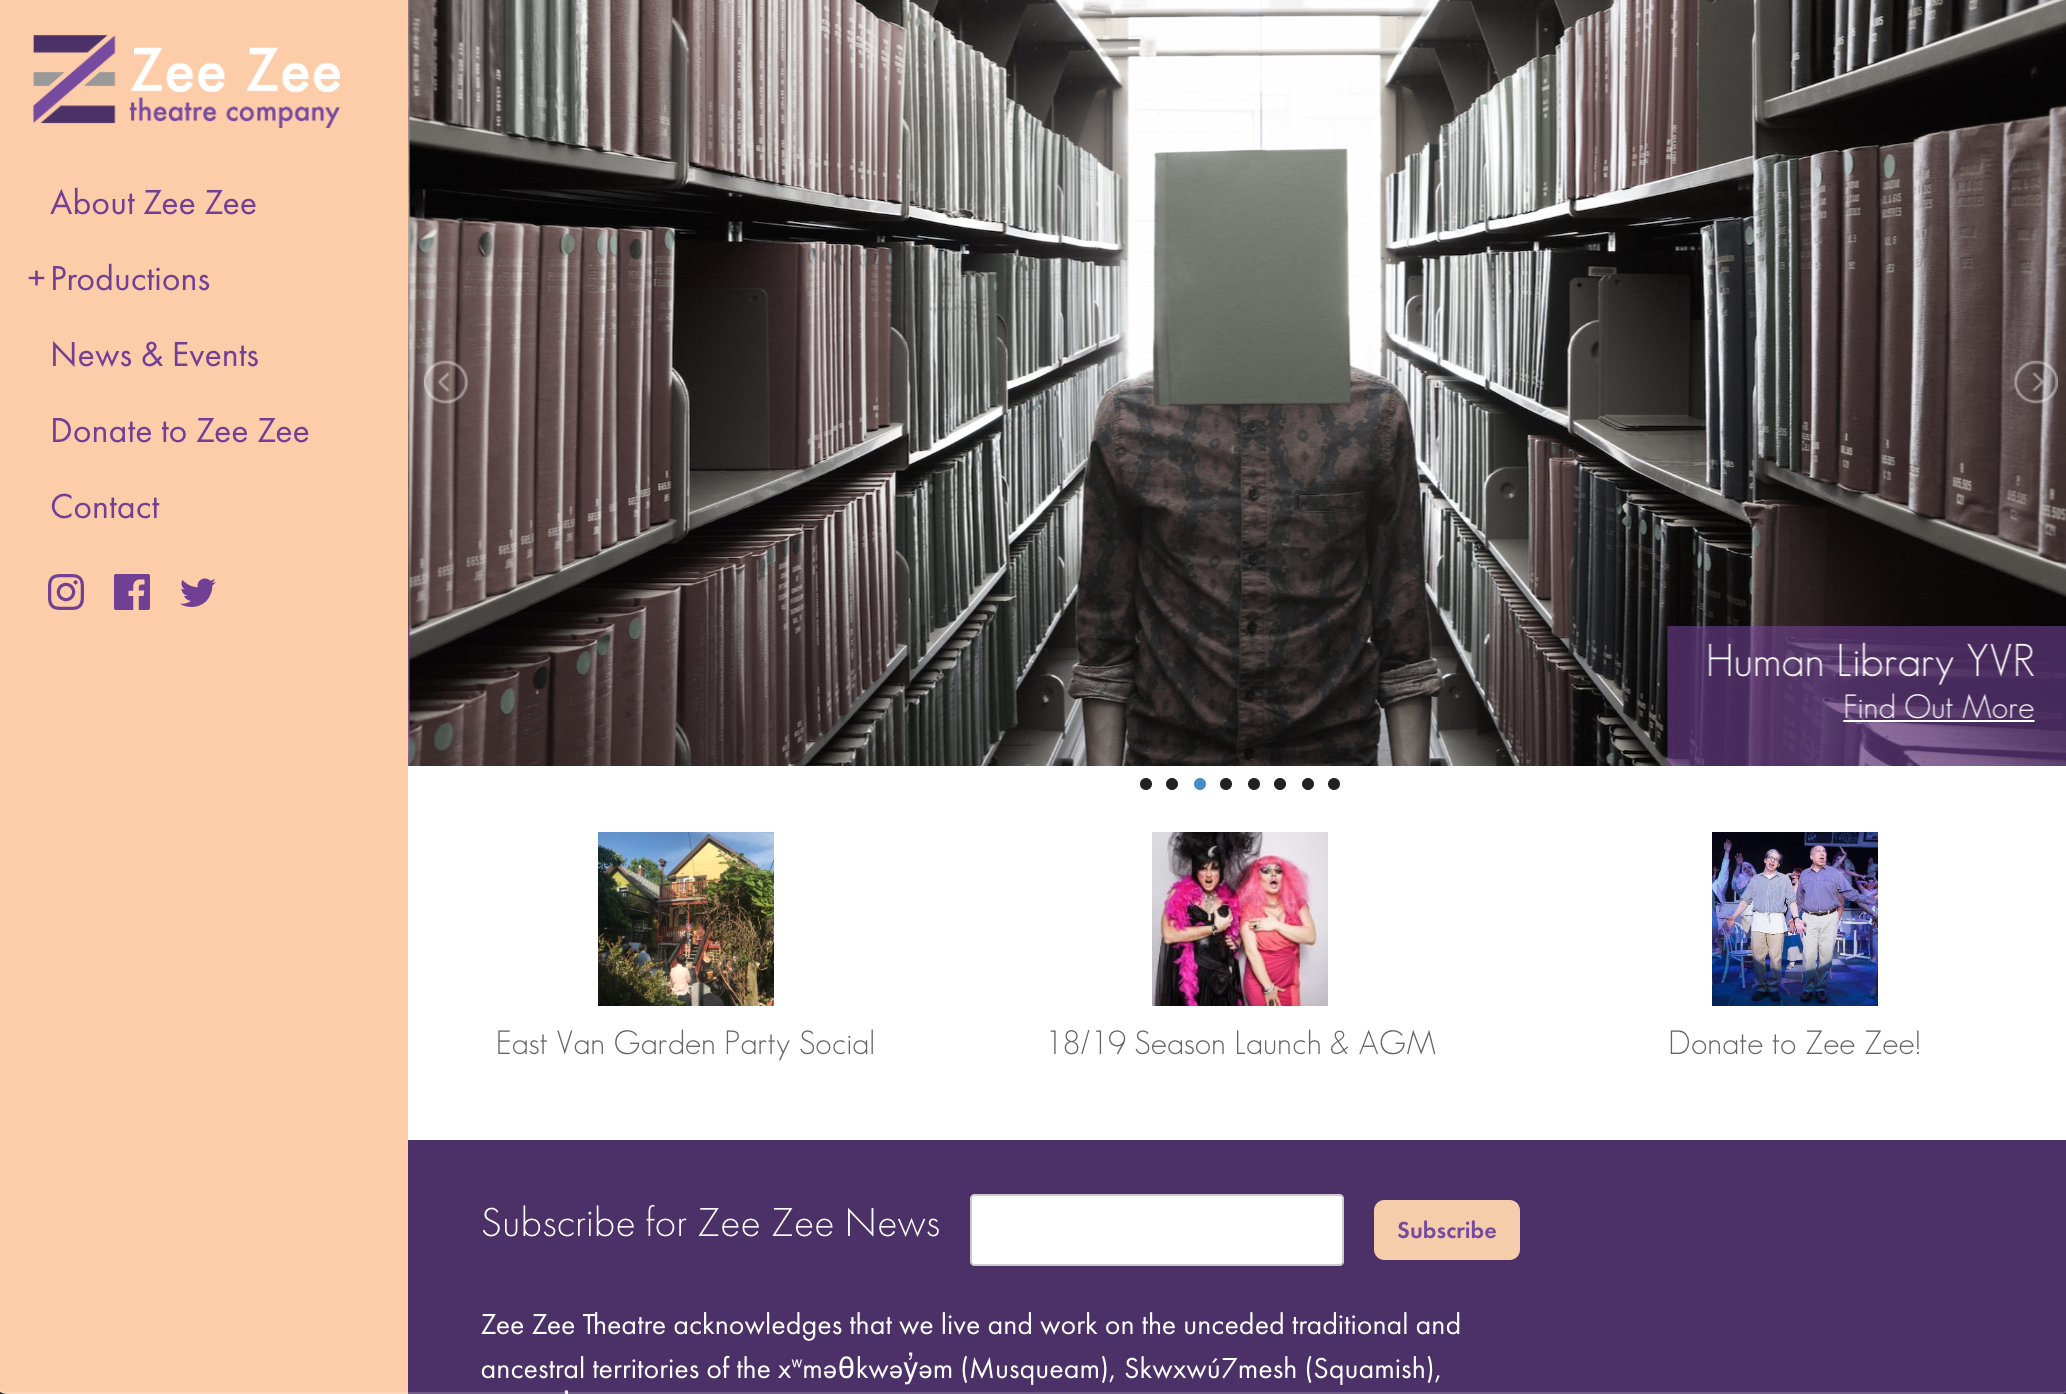 Zee Zee
theatre company
About Zee Zee
+ Productions
News & Events
Donate to Zee Zee
Contact
Human Library YVR
Find Out More
East Van Garden Party Social
18/19 Season Launch & AGM
Donate to Zee Zee!
Subscribe for Zee Zee News
Subscribe
Zee Zee Theatre acknowledges that we live and work on the unceded traditional and
ancestral territories of the xʷməθkwəy̓əm (Musqueam), Skwxwú7mesh (Squamish),